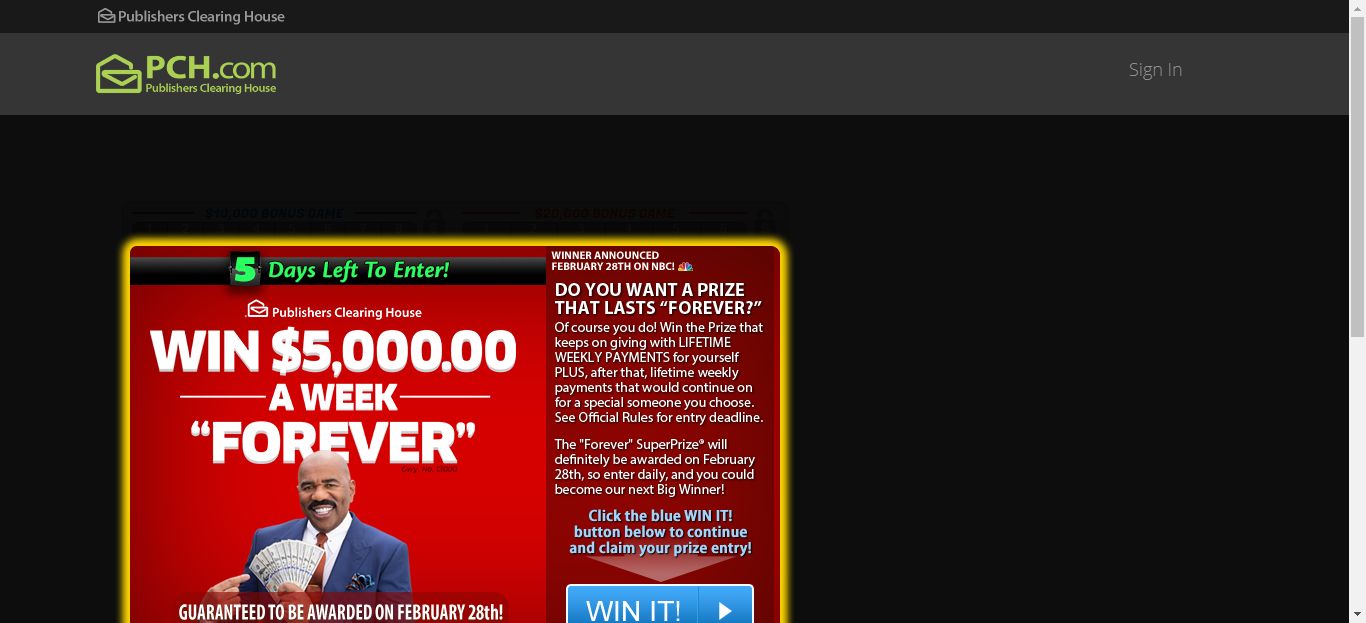 Publishers Clearing House
PCH.com
Publishers Clearing House
Sign In
$10,000 BONUS GAME
$20,000 BONUS GAME
5 Days Left To Enter!
Publishers Clearing House
WIN $5,000.00
A WEEK
“FOREVER”
Gwy. No. 13000
GUARANTEED TO BE AWARDED ON FEBRUARY 28th!
WINNER ANNOUNCED
FEBRUARY 28TH ON NBC!
DO YOU WANT A PRIZE
THAT LASTS “FOREVER?”
Of course you do! Win the Prize that
keeps on giving with LIFETIME
WEEKLY PAYMENTS for yourself
PLUS, after that, lifetime weekly
payments that would continue on
for a special someone you choose.
See Official Rules for entry deadline.
The "Forever" SuperPrize® will
definitely be awarded on February
28th, so enter daily, and you could
become our next Big Winner!
Click the blue WIN IT!
button below to continue
and claim your prize entry!
WIN IT!